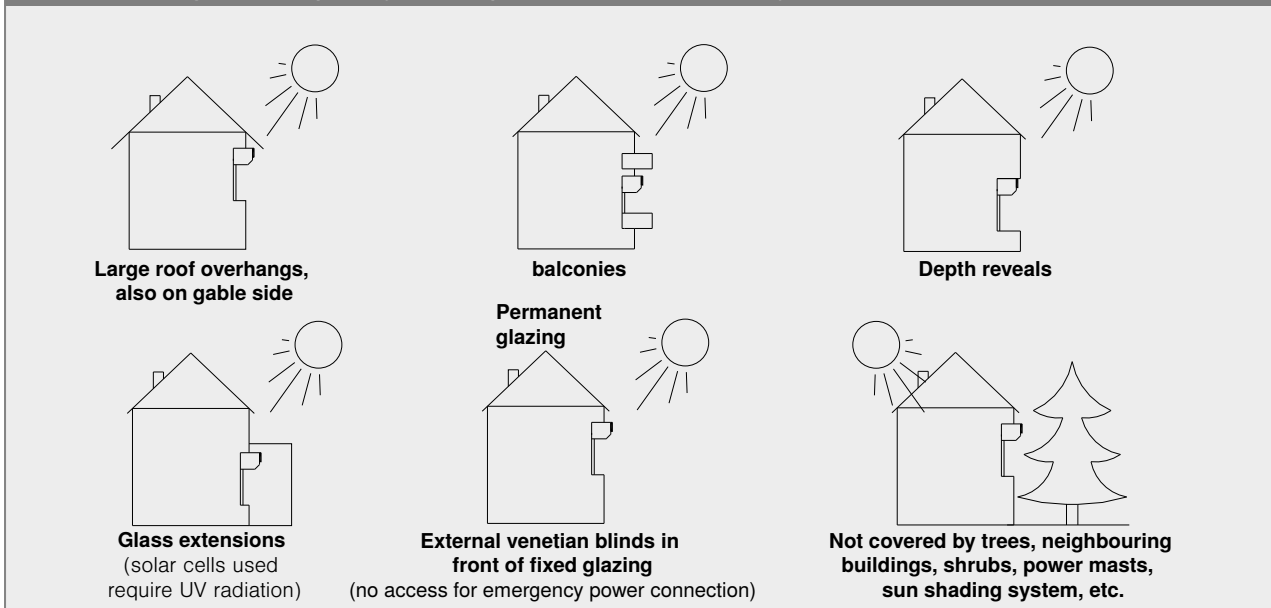 Large roof overhangs,
also on gable side
balconies
Depth reveals
Permanent
glazing
Glass extensions
(solar cells used
require UV radiation)
External venetian blinds in
front of fixed glazing
(no access for emergency power connection)
Not covered by trees, neighbouring
buildings, shrubs, power masts,
sun shading system, etc.